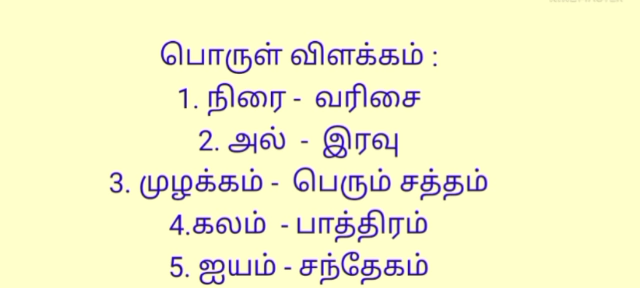 பொருள் விளக்கம் :
1. நிரை - வரிசை
2. அல் - இரவு
3. முழக்கம் - பெரும் சத்தம்
4.கலம் - பாத்திரம்
5. ஐயம் - சந்தேகம்